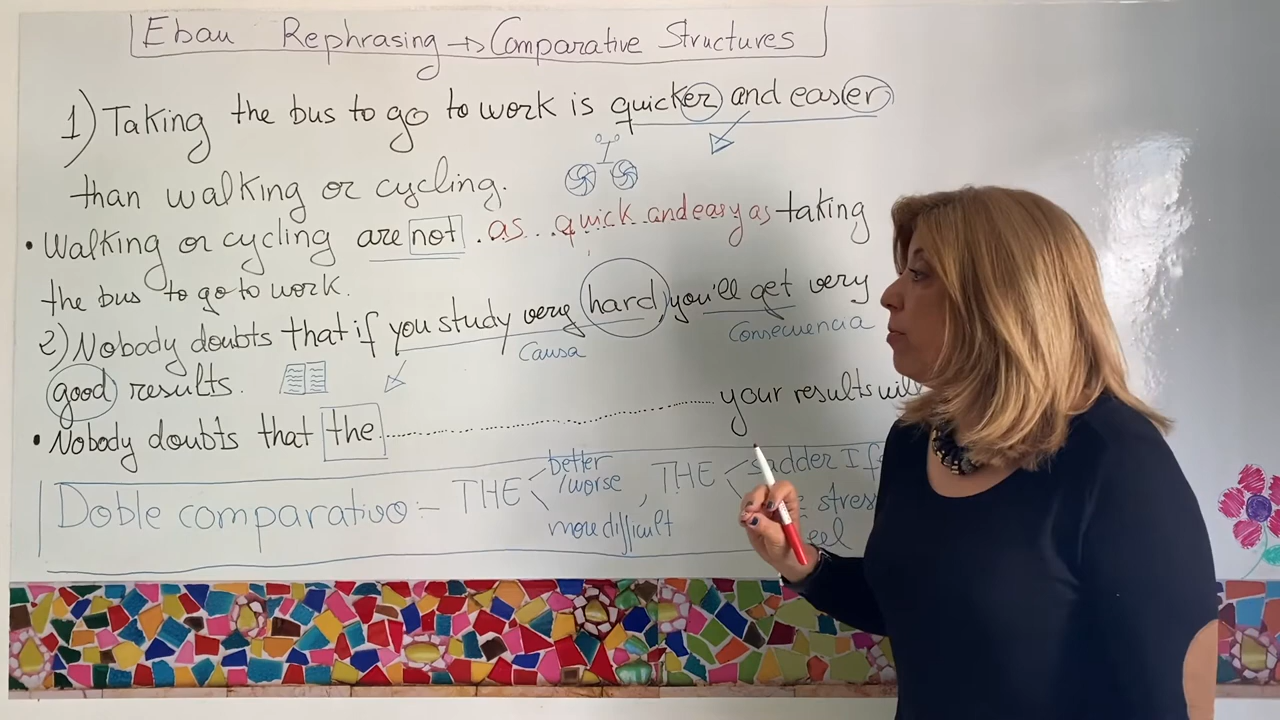 Ebau Rephrasing → Comparative Structures
1) Taking the bus to go to work is quicker and easier
than walking or cycling.
• Walking or cycling are not as quick and easy as taking
the bus to go to work.
2) Nobody doubts that if you study very hard, you'll get very
Causa Consecuencia
good results.
• Nobody doubts that the .......... your results will
better sadder I
Doble comparativo:- THE /worse , THE
more difficult stress